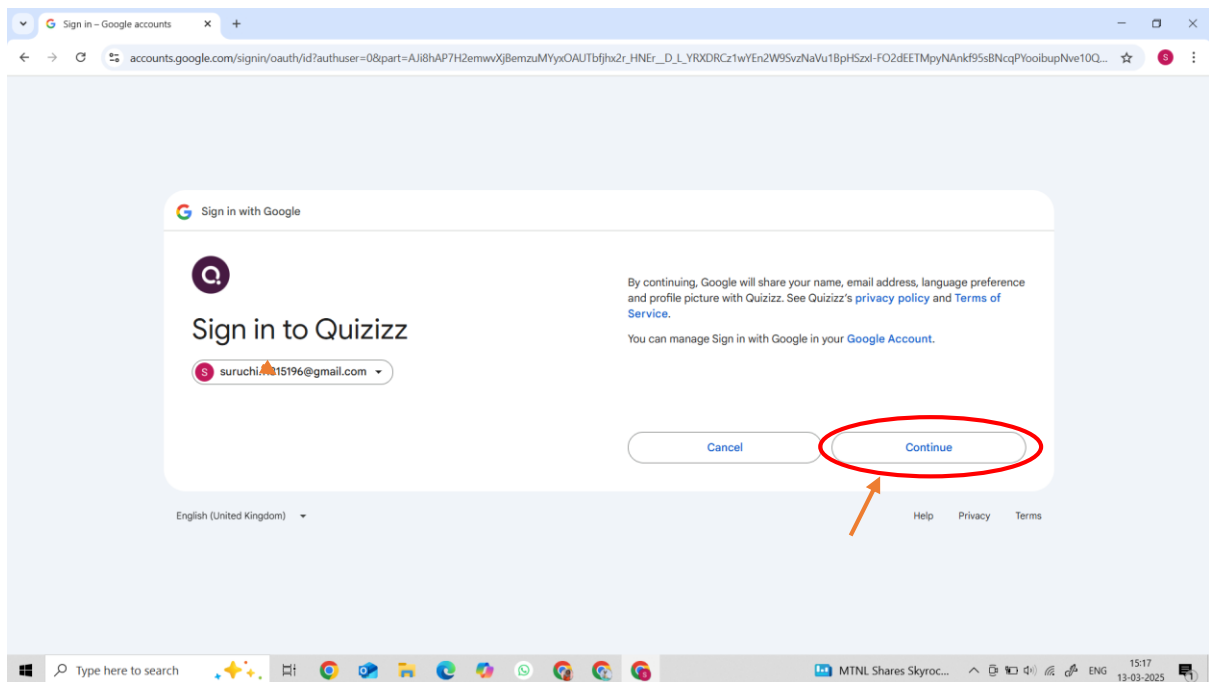 Sign in – Google accounts
accounts.google.com/signin/oauth/id?authuser=0&part=AJi8hAP7H2emwvXjBemzuMYyxOAUTbfjhx2r_HNEr__D_L_YRXDRCz1wYEn2W9SvzNaVu1BpHSzxI-FO2dEETMpyNAnkf95sBNcqPYooibupNve10Q...
S
Sign in with Google
Sign in to Quizizz
S
By continuing, Google will share your name, email address, language preference
and profile picture with Quizizz. See Quizizz's privacy policy and Terms of
Service.
You can manage Sign in with Google in your Google Account.
Cancel Continue
English (United Kingdom)
Help Privacy Terms
Type here to search
MTNL Shares Skyroc...
ENG
15:17
13-03-2025